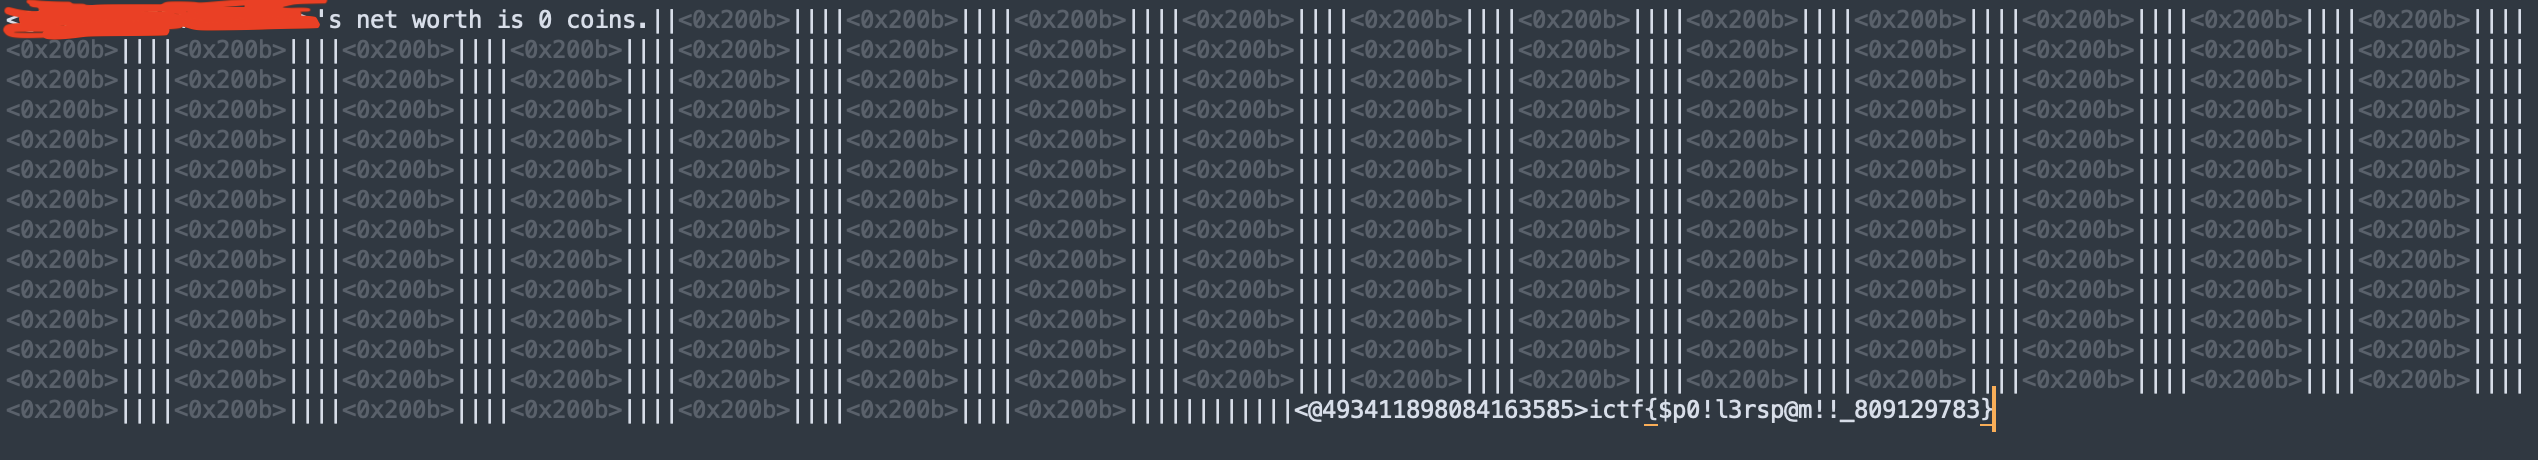 <'s net worth is 0 coins.||<0x200b>||||<0x200b>||||<0x200b>||||<0x200b>||||<0x200b>||||<0x200b>||||<0x200b>||||<0x200b>||||<0x200b>||||<0x200b>||||<0x200b>||||
<0x200b>||||<0x200b>||||<0x200b>||||<0x200b>||||<0x200b>||||<0x200b>||||<0x200b>||||<0x200b>||||<0x200b>||||<0x200b>||||<0x200b>||||<0x200b>||||<0x200b>||||<0x200b>||||<0x200b>||||
<0x200b>||||<0x200b>||||<0x200b>||||<0x200b>||||<0x200b>||||<0x200b>||||<0x200b>||||<0x200b>||||<0x200b>||||<0x200b>||||<0x200b>||||<0x200b>||||<0x200b>||||<0x200b>||||<0x200b>||||
<0x200b>||||<0x200b>||||<0x200b>||||<0x200b>||||<0x200b>||||<0x200b>||||<0x200b>||||<0x200b>||||<0x200b>||||<0x200b>||||<0x200b>||||<0x200b>||||<0x200b>||||<0x200b>||||<0x200b>||||
<0x200b>||||<0x200b>||||<0x200b>||||<0x200b>||||<0x200b>||||<0x200b>||||<0x200b>||||<0x200b>||||<0x200b>||||<0x200b>||||<0x200b>||||<0x200b>||||<0x200b>||||<0x200b>||||<0x200b>||||
<0x200b>||||<0x200b>||||<0x200b>||||<0x200b>||||<0x200b>||||<0x200b>||||<0x200b>||||<0x200b>||||<0x200b>||||<0x200b>||||<0x200b>||||<0x200b>||||<0x200b>||||<0x200b>||||<0x200b>||||
<0x200b>||||<0x200b>||||<0x200b>||||<0x200b>||||<0x200b>||||<0x200b>||||<0x200b>||||<0x200b>||||<0x200b>||||<0x200b>||||<0x200b>||||<0x200b>||||<0x200b>||||<0x200b>||||<0x200b>||||
<0x200b>||||<0x200b>||||<0x200b>||||<0x200b>||||<0x200b>||||<0x200b>||||<0x200b>||||<0x200b>||||<0x200b>||||<0x200b>||||<0x200b>||||<0x200b>||||<0x200b>||||<0x200b>||||<0x200b>||||
<0x200b>||||<0x200b>||||<0x200b>||||<0x200b>||||<0x200b>||||<0x200b>||||<0x200b>||||<0x200b>||||<0x200b>||||<0x200b>||||<0x200b>||||<0x200b>||||<0x200b>||||<0x200b>||||<0x200b>||||
<0x200b>||||<0x200b>||||<0x200b>||||<0x200b>||||<0x200b>||||<0x200b>||||<0x200b>||||<0x200b>||||<0x200b>||||<0x200b>||||<0x200b>||||<0x200b>||||<0x200b>||||<0x200b>||||<0x200b>||||
<0x200b>||||<0x200b>||||<0x200b>||||<0x200b>||||<0x200b>||||<0x200b>||||<0x200b>||||<0x200b>||||<0x200b>||||<0x200b>||||<0x200b>||||<0x200b>||||<0x200b>||||<0x200b>||||<0x200b>||||
<0x200b>||||<0x200b>||||<0x200b>||||<0x200b>||||<0x200b>||||<0x200b>||||<0x200b>||||<0x200b>||||<0x200b>||||<0x200b>||||<0x200b>||||<0x200b>||||<0x200b>||||<0x200b>||||<0x200b>||||
<0x200b>||||<0x200b>||||<0x200b>||||<0x200b>||||<0x200b>||||<0x200b>||||<0x200b>||||<0x200b>||||<0x200b>||||<0x200b>||||<0x200b>||||<0x200b>||||<0x200b>||||<0x200b>||||<0x200b>||||
<0x200b>||||<0x200b>||||<0x200b>||||<0x200b>||||<0x200b>||||<0x200b>||||<0x200b>||||||||||||<@493411898084163585>ictf{$p0!l3rsp@m!!_809129783}